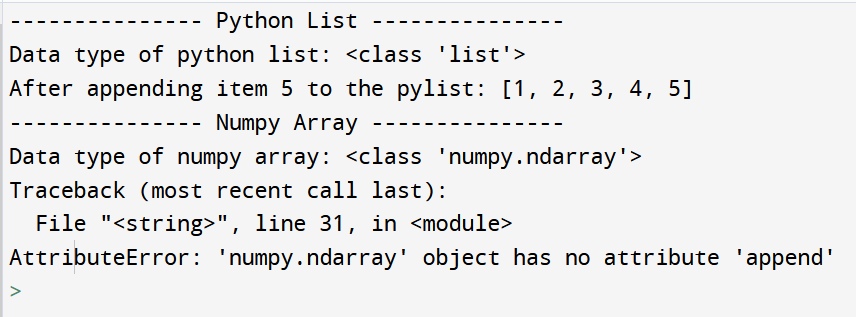 --------------- Python List ---------------
Data type of python list: <class 'list'>
After appending item 5 to the pylist: [1, 2, 3, 4, 5]
--------------- Numpy Array ---------------
Data type of numpy array: <class 'numpy.ndarray'>
Traceback (most recent call last):
  File "<string>", line 31, in <module>
AttributeError: 'numpy.ndarray' object has no attribute 'append'
>